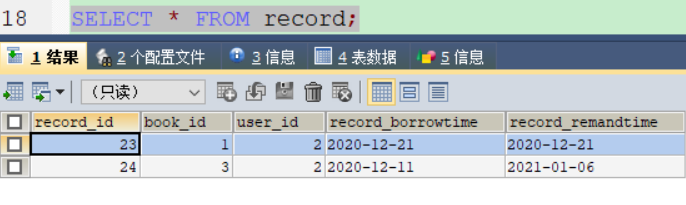 18 SELECT * FROM record;
1 结果 2 个配置文件 3 信息 4 表数据 5 信息
（只读）
record_id book_id user_id record_borrowtime record_remandtime
23 1 2 2020-12-21 2020-12-21
24 3 2 2020-12-11 2021-01-06